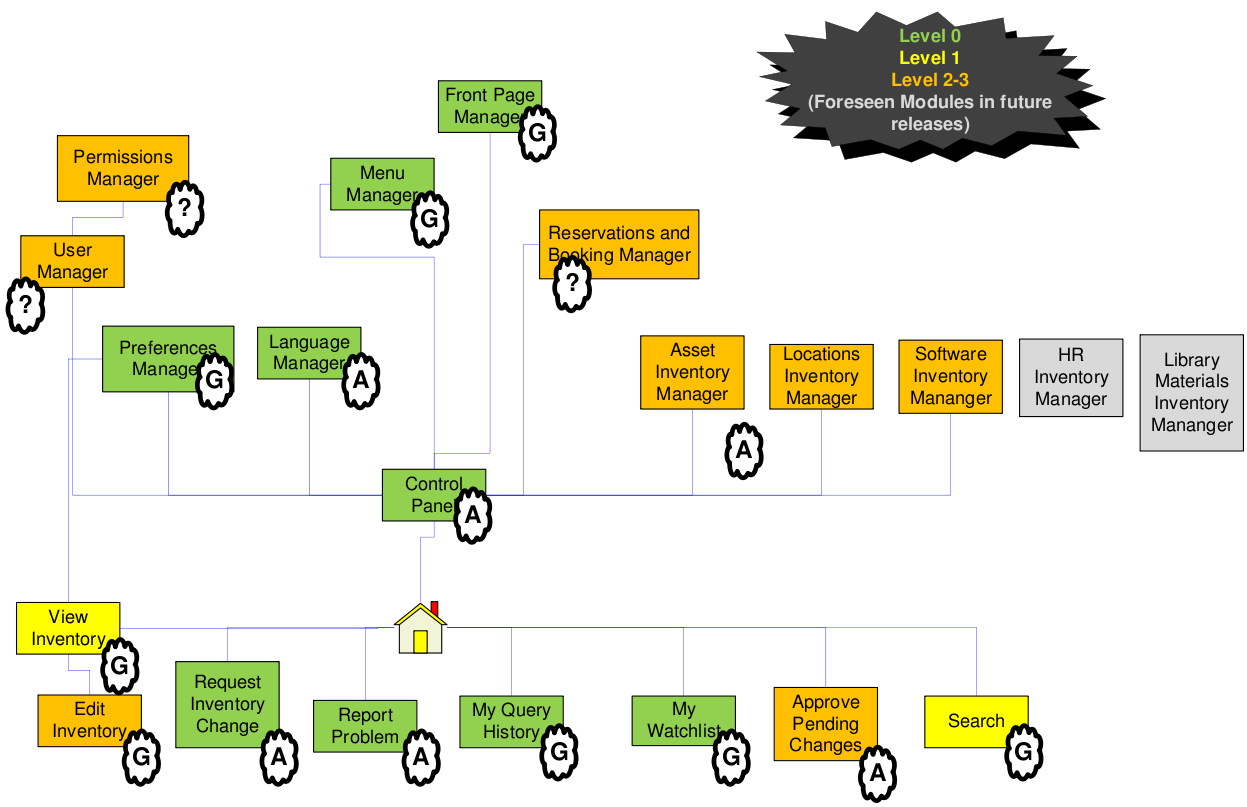 Level 0
Level 1
Level 2-3
(Foreseen Modules in future
releases)
Front Page
Manager
G
Permissions
Manager
?
Menu
Manager
G
User
Manager
?
Reservations and
Booking Manager
?
Preferences
Manager
G
Language
Manager
A
Asset
Inventory
Manager
A
Locations
Inventory
Manager
Software
Inventory
Mananger
HR
Inventory
Manager
Library
Materials
Inventory
Mananger
Control
Panel
A
View
Inventory
G
Edit
Inventory
G
Request
Inventory
Change
A
Report
Problem
A
My Query
History
G
My
Watchlist
G
Approve
Pending
Changes
A
Search
G